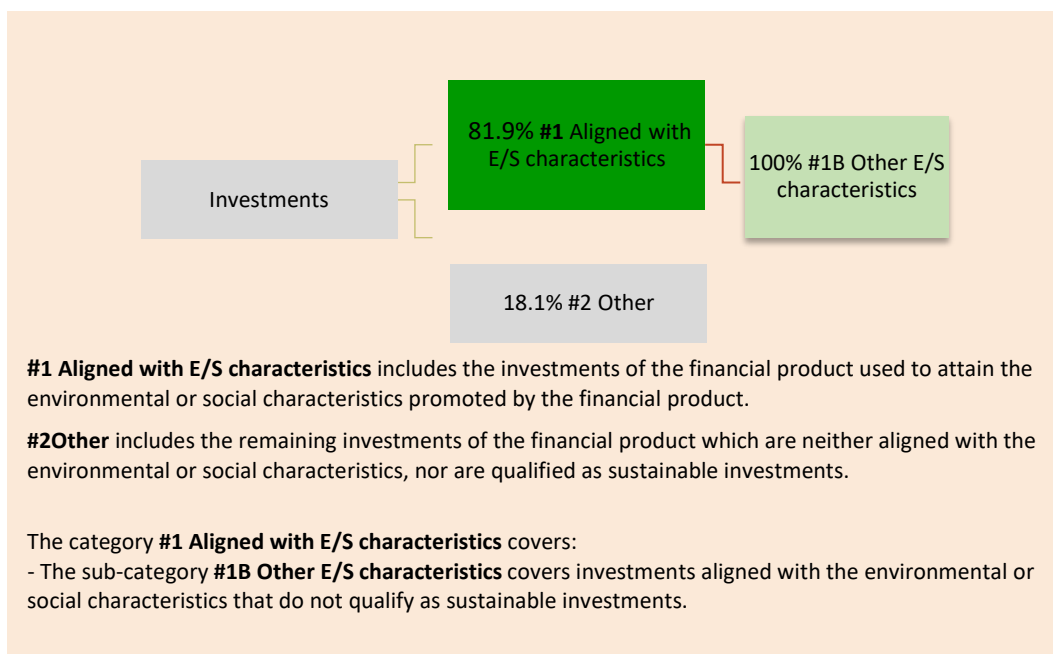 81.9% #1 Aligned with
E/S characteristics
100% #1B Other E/S
characteristics
Investments
18.1% #2 Other
#1 Aligned with E/S characteristics includes the investments of the financial product used to attain the
environmental or social characteristics promoted by the financial product.
#2Other includes the remaining investments of the financial product which are neither aligned with the
environmental or social characteristics, nor are qualified as sustainable investments.
The category #1 Aligned with E/S characteristics covers:
- The sub-category #1B Other E/S characteristics covers investments aligned with the environmental or
social characteristics that do not qualify as sustainable investments.